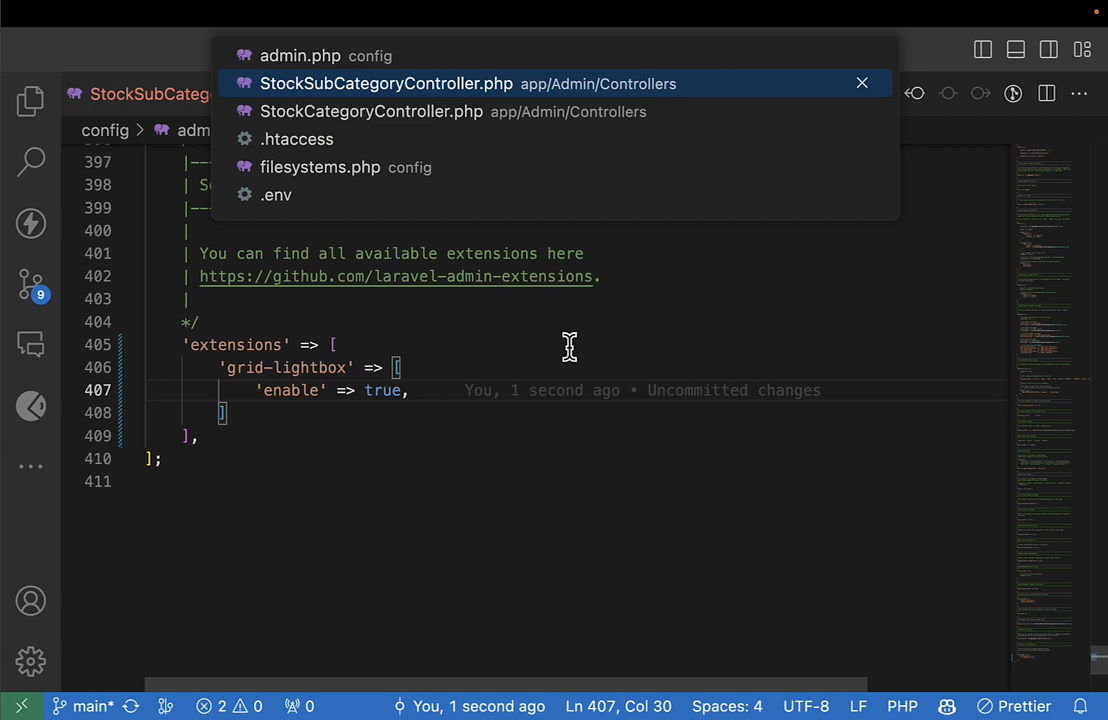 admin.php config
StockSubCategoryController.php app/Admin/Controllers
StockCategoryController.php app/Admin/Controllers
.htaccess
filesystems.php config
.env
StockSubCateg
config > adm
397 |---
398 | S
399 |---
400 |
401 | You can find all available extensions here
402 | https://github.com/laravel-admin-extensions.
403 |
404 */
405 'extensions' => [
406 'grid-lightbox' => [
407 'enable' => true, You, 1 second ago • Uncommitted changes
408 ]
409 ],
410 ];
411
9
main* 2 0 0 You, 1 second ago Ln 407, Col 30 Spaces: 4 UTF-8 LF PHP Prettier